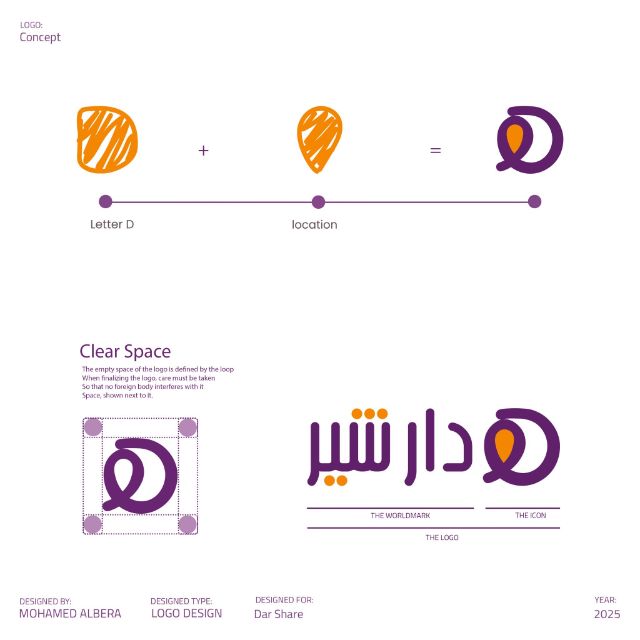 LOGO:
Concept
+
=
Letter D
location
Clear Space
The empty space of the logo is defined by the loop
When finalizing the logo, care must be taken
So that no foreign body interferes with it
Space, shown next to it.
دار شير
THE WORLDMARK
THE ICON
THE LOGO
DESIGNED BY:
MOHAMED ALBERA
DESIGNED TYPE:
LOGO DESIGN
DESIGNED FOR:
Dar Share
YEAR:
2025